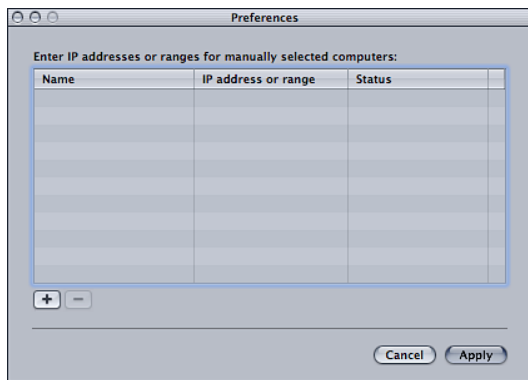 Preferences
Enter IP addresses or ranges for manually selected computers:
Name IP address or range Status
+ −
Cancel Apply